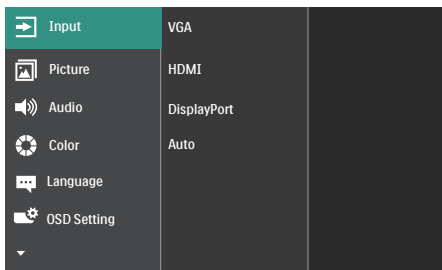 Input
VGA
Picture
HDMI
Audio
DisplayPort
Color
Auto
Language
OSD Setting